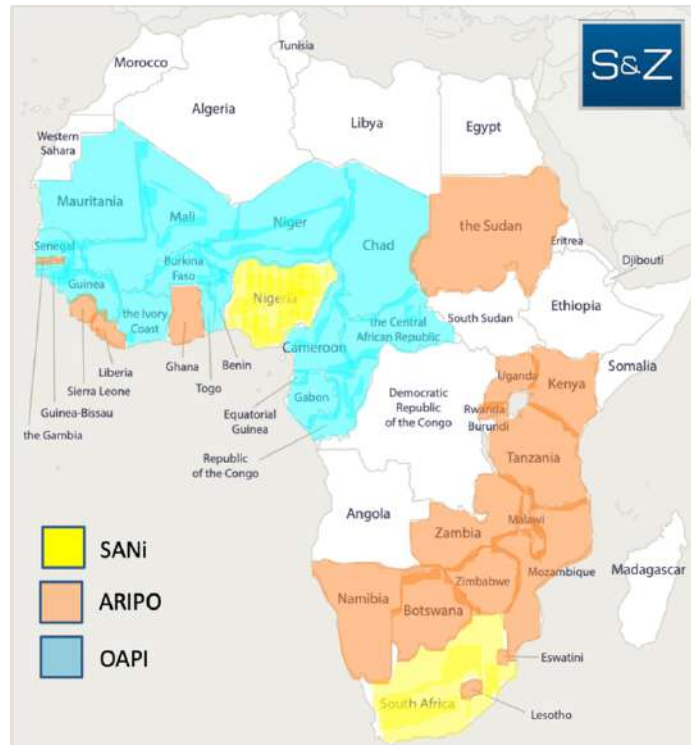 S&Z
Tunisia
Morocco
Algeria
Libya
Egypt
Western
Sahara
Mauritania
Mali
Niger
Chad
the Sudan
Eritrea
Djibouti
Senegal
Burkina
Faso
Guinea
the Ivory
Coast
Nigeria
Ethiopia
South Sudan
the Central
African Republic
Cameroon
Somalia
Liberia
Sierra Leone
Guinea-Bissau
the Gambia
Ghana
Togo
Benin
Equatorial
Guinea
Gabon
Republic
of the Congo
Democratic
Republic
of the Congo
Uganda
Kenya
Rwanda
Burundi
Tanzania
Angola
Zambia
Malawi
Mozambique
Madagascar
Zimbabwe
Namibia
Botswana
Eswatini
South Africa
Lesotho
SANi
ARIPO
OAPI